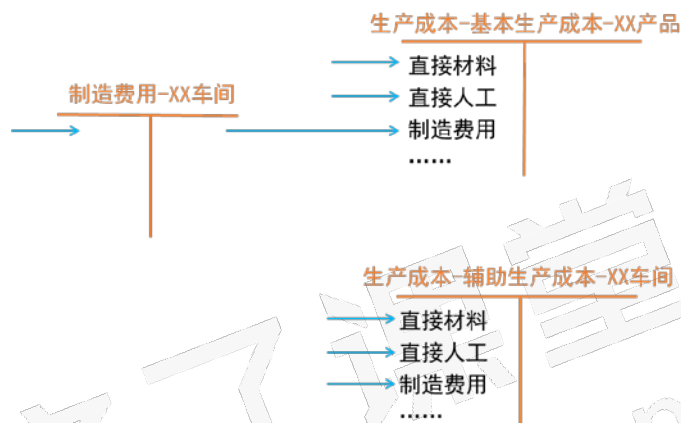 生产成本-基本生产成本-XX产品
直接材料
制造费用-XX车间
直接人工
制造费用
……
生产成本-辅助生产成本-XX车间
直接材料
直接人工
制造费用
……
了课堂